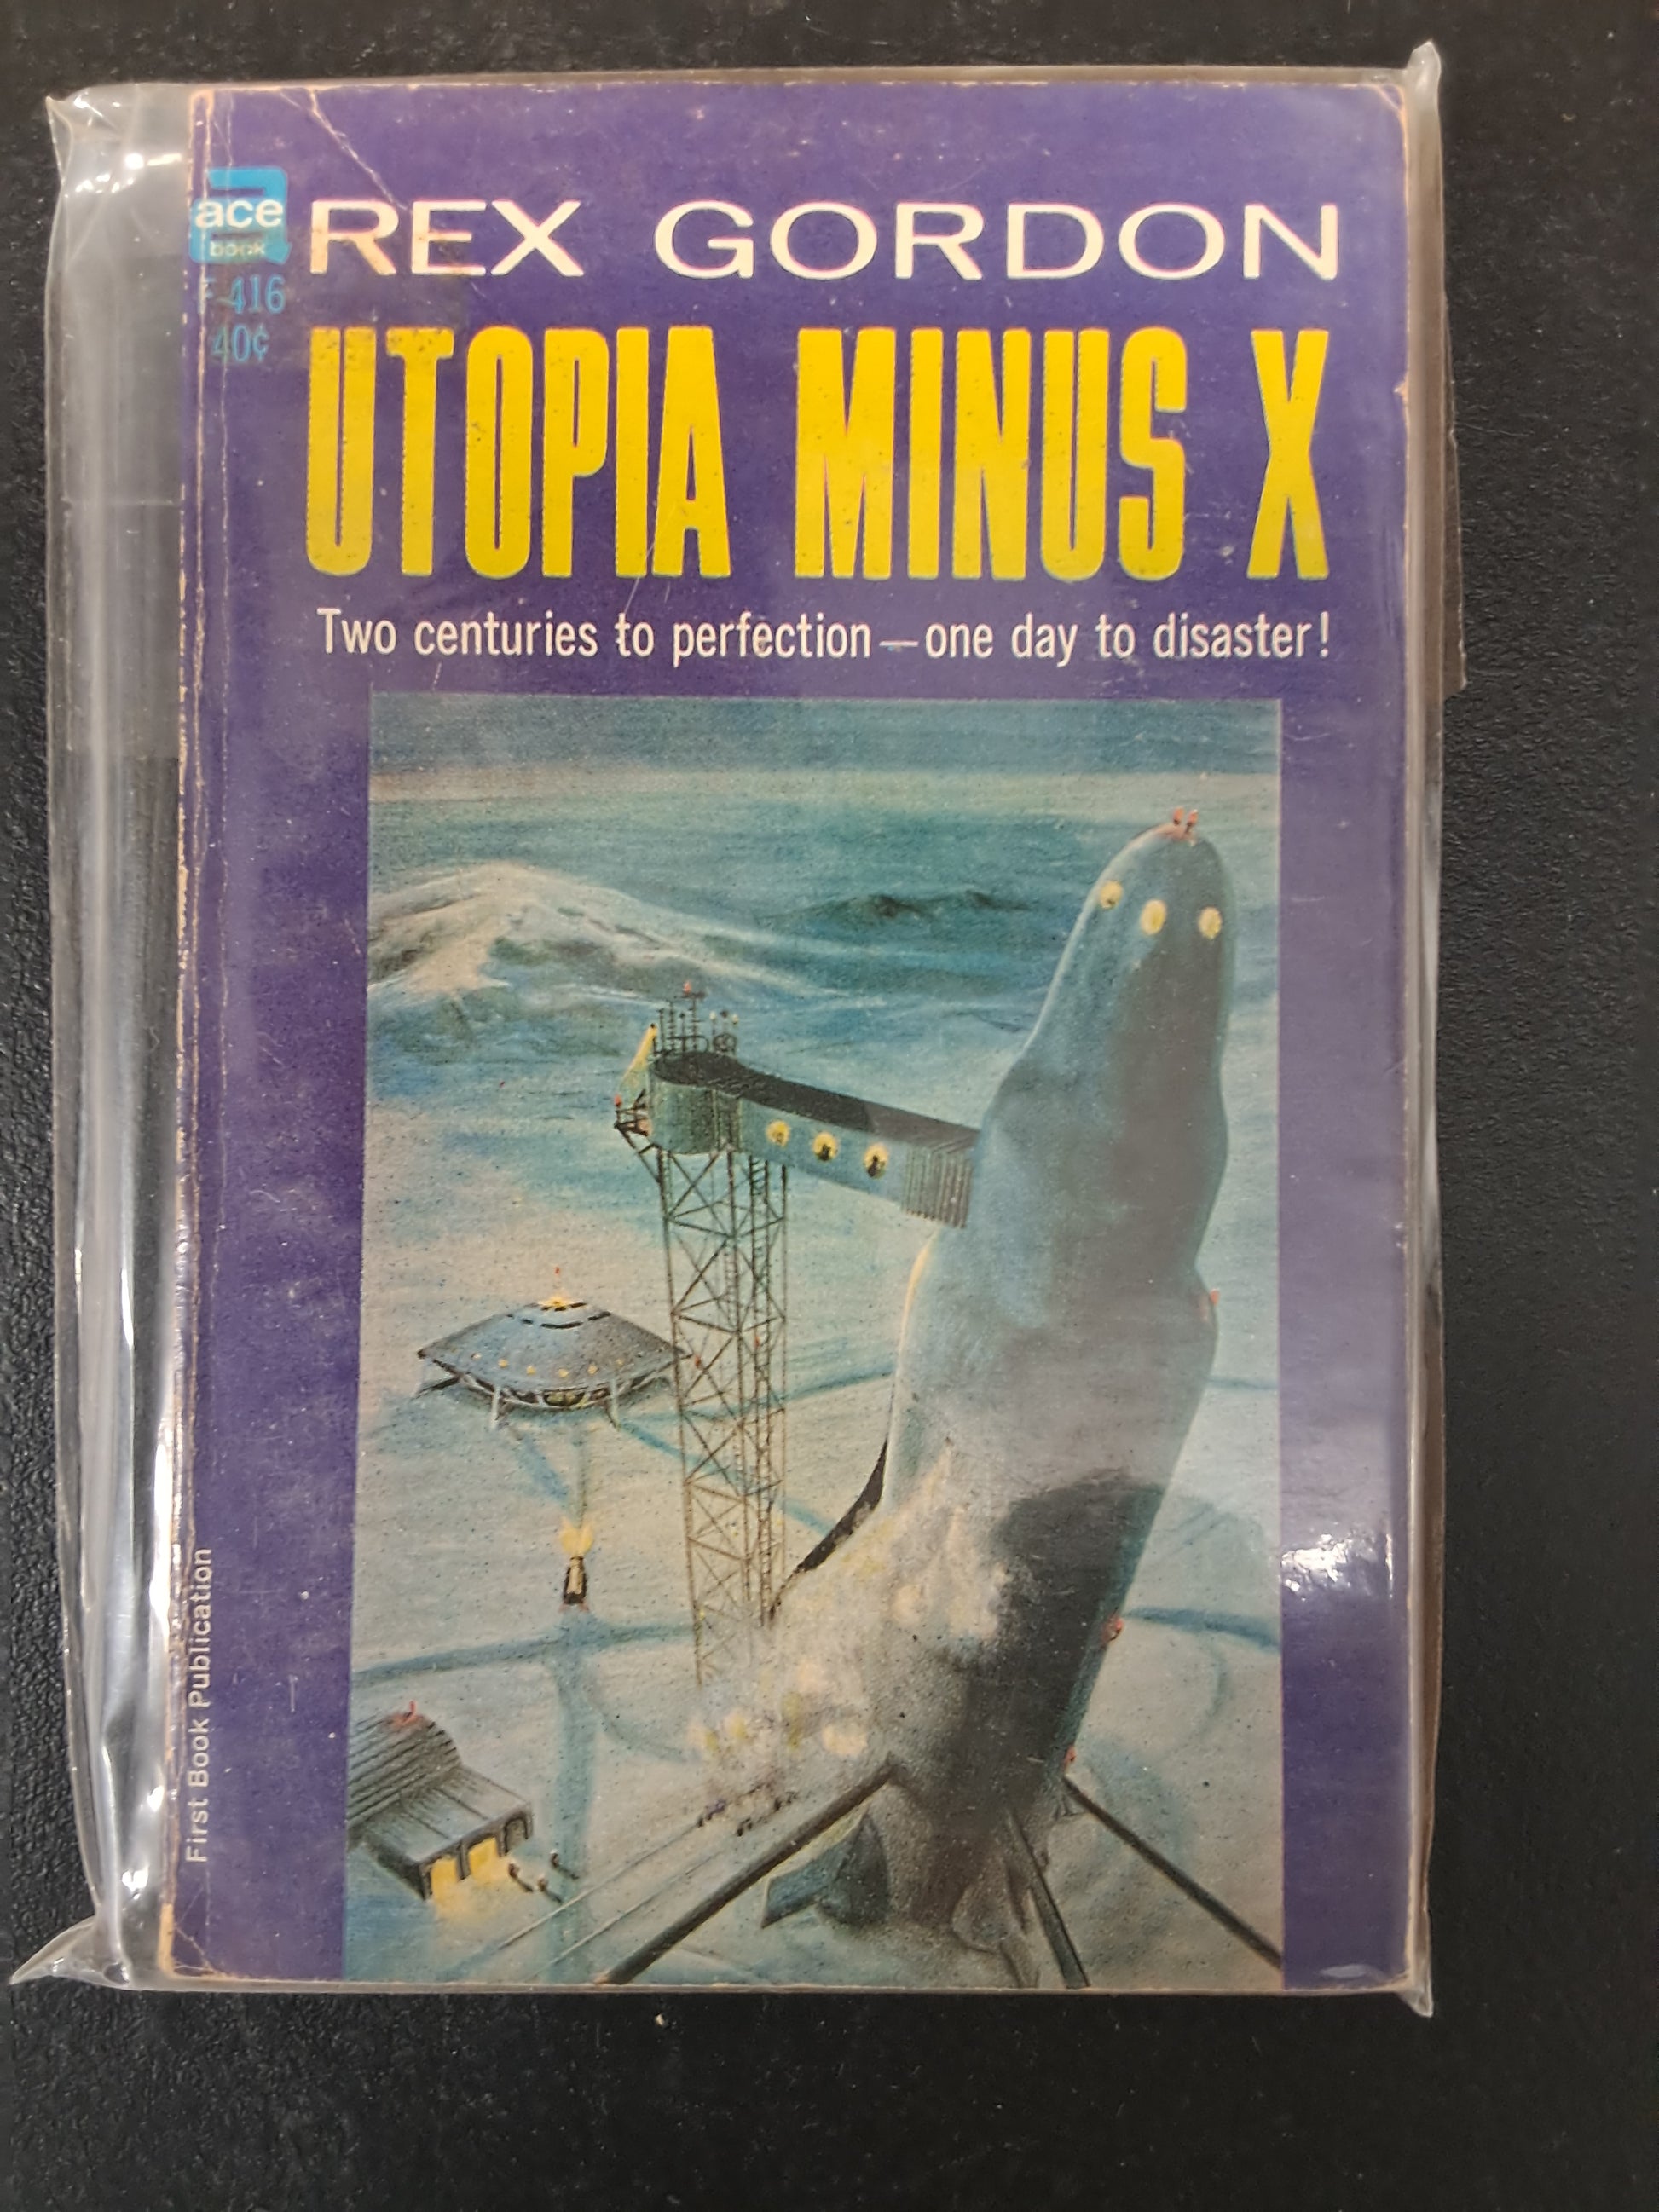 ace
book
F-416
40¢
REX GORDON
UTOPIA MINUS X
Two centuries to perfection—one day to disaster!
First Book Publication